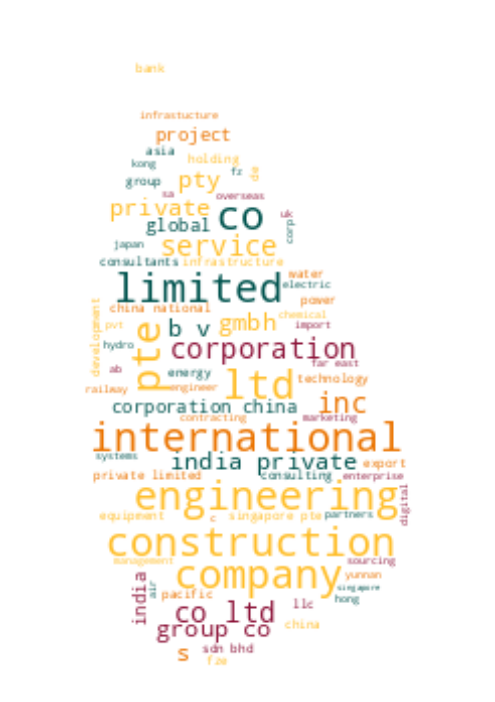 bank
infrastucture
project
asia
kong
holding
fz
de
group
pty
sa
overseas
private
co
uk
global
corp
japan
service
consultants
infrastructure
water
limited
electric
power
china national
chemical
development
pvt
pte
b v
gmbh
import
hydro
corporation
far east
ab
energy
technology
railway
engineer
ltd
corporation china
inc
contracting
marketing
international
systems
india private
export
private limited
consulting
enterprise
engineering
digital
equipment
c
singapore pte
partners
construction
management
sourcing
company
yunnan
india
air
singapore
pacific
hong
co ltd
llc
group co
china
s
sdn bhd
fze